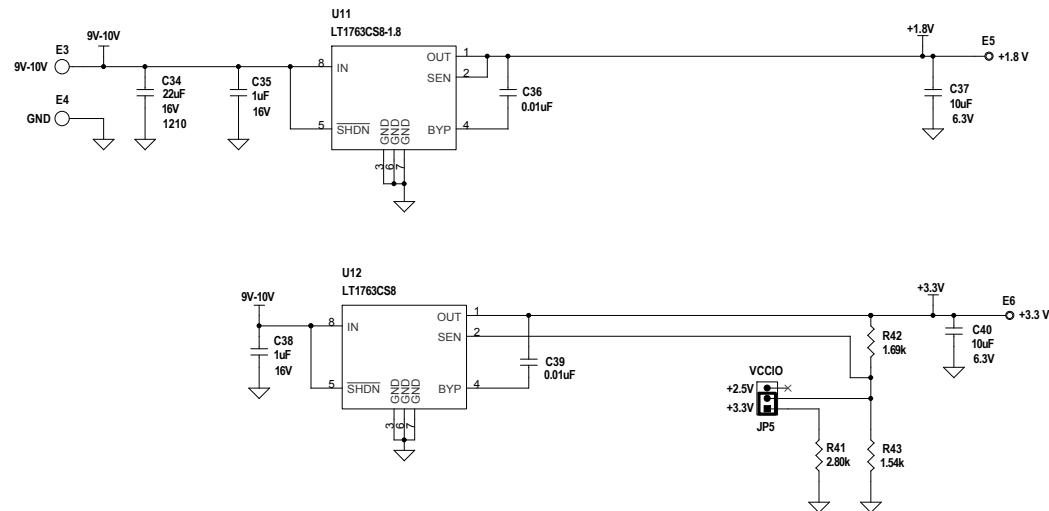 U11
LT1763CS8-1.8
9V-10V
E3
9V-10V
E4
GND
C34
22uF
16V
1210
C35
1uF
16V
8
IN
5
SHDN
OUT
1
SEN
2
BYP
4
GND
GND
GND
3
6
7
C36
0.01uF
+1.8V
E5
+1.8 V
C37
10uF
6.3V
U12
LT1763CS8
9V-10V
C38
1uF
16V
8
IN
5
SHDN
OUT
1
SEN
2
BYP
4
GND
GND
GND
3
6
7
C39
0.01uF
+3.3V
E6
+3.3 V
R42
1.69k
C40
10uF
6.3V
VCCIO
+2.5V
+3.3V
JP5
R41
2.80k
R43
1.54k